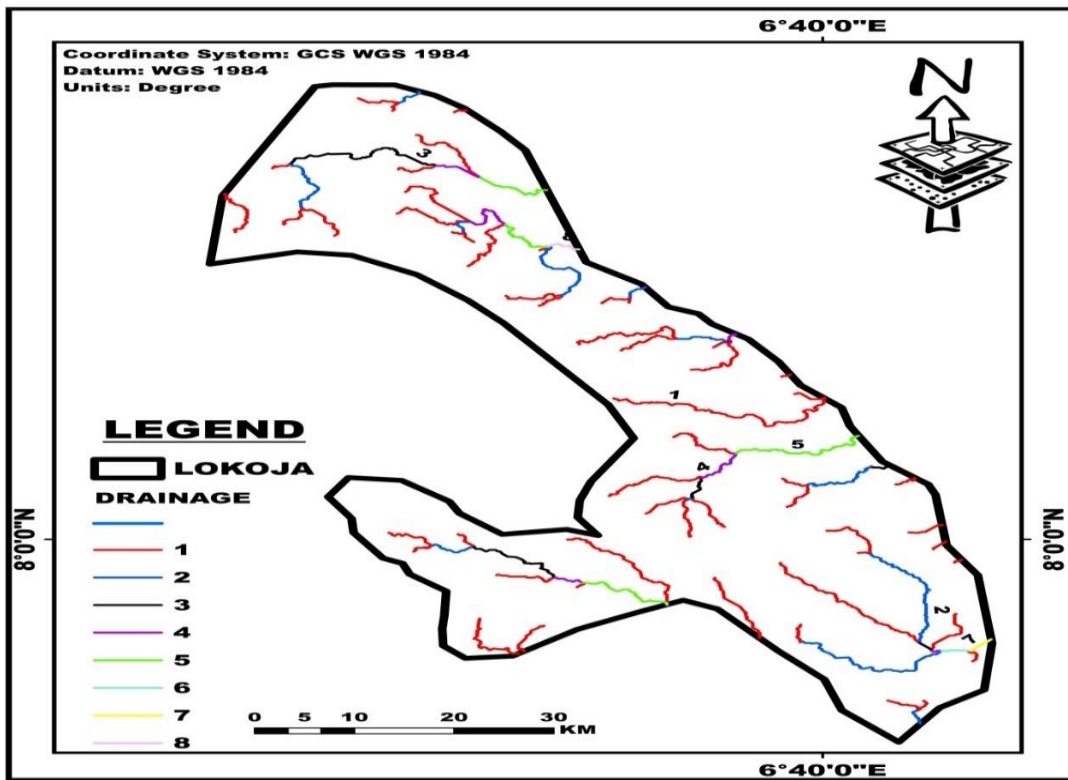 6°40'0"E
Coordinate System: GCS WGS 1984
Datum: WGS 1984
Units: Degree
N
3
1
5
4
LEGEND
LOKOJA
DRAINAGE
1
2
3
4
5
6
7
8
8°0'0"N
8°0'0"N
2
7
0 5 10 20 30
KM
6°40'0"E